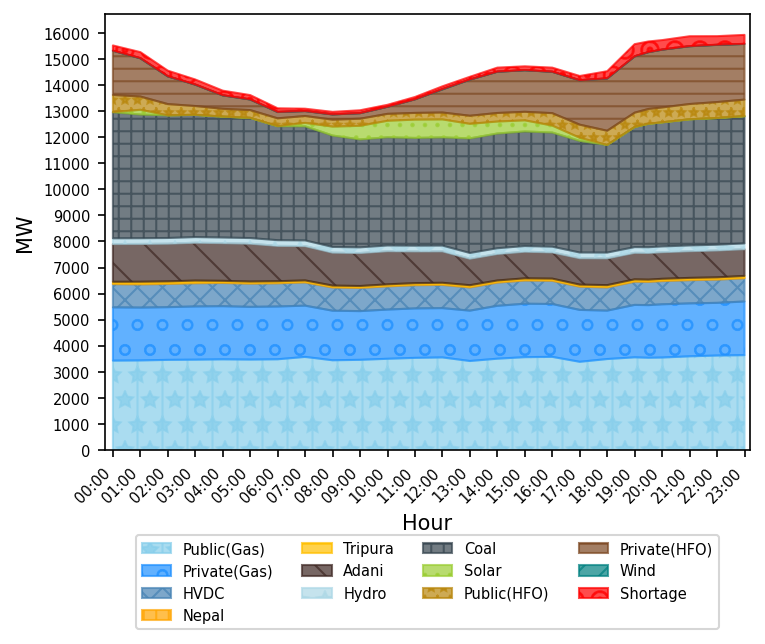 16000
15000
14000
13000
12000
11000
10000
9000
8000
7000
6000
5000
4000
3000
2000
1000
0
MW
00:00 01:00 02:00 03:00 04:00 05:00 06:00 07:00 08:00 09:00 10:00 11:00 12:00 13:00 14:00 15:00 16:00 17:00 18:00 19:00 20:00 21:00 22:00 23:00
Hour
Public(Gas) Tripura Coal Private(HFO)
Private(Gas) Adani Solar Wind
HVDC Hydro Public(HFO) Shortage
Nepal